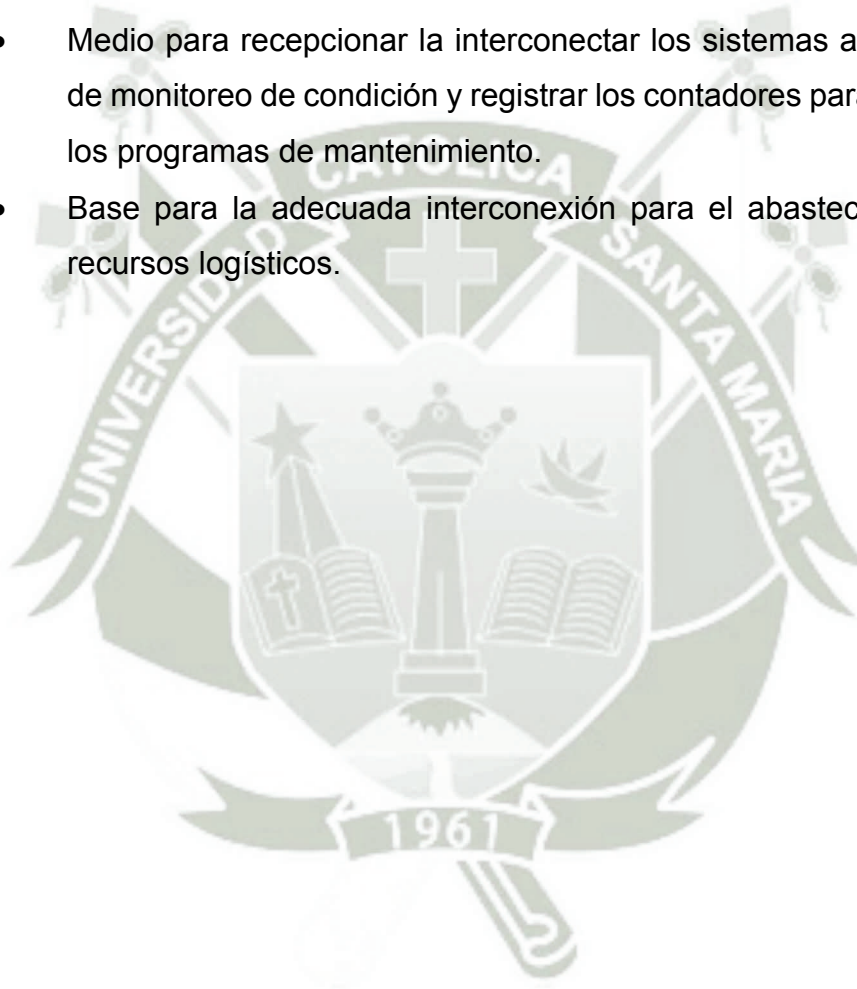 • Medio para recepcionar la interconectar los sistemas a
de monitoreo de condición y registrar los contadores para
los programas de mantenimiento.
• Base para la adecuada interconexión para el abastec
recursos logísticos.
UNIVERSIDAD CATOLICA SANTA MARIA
1961